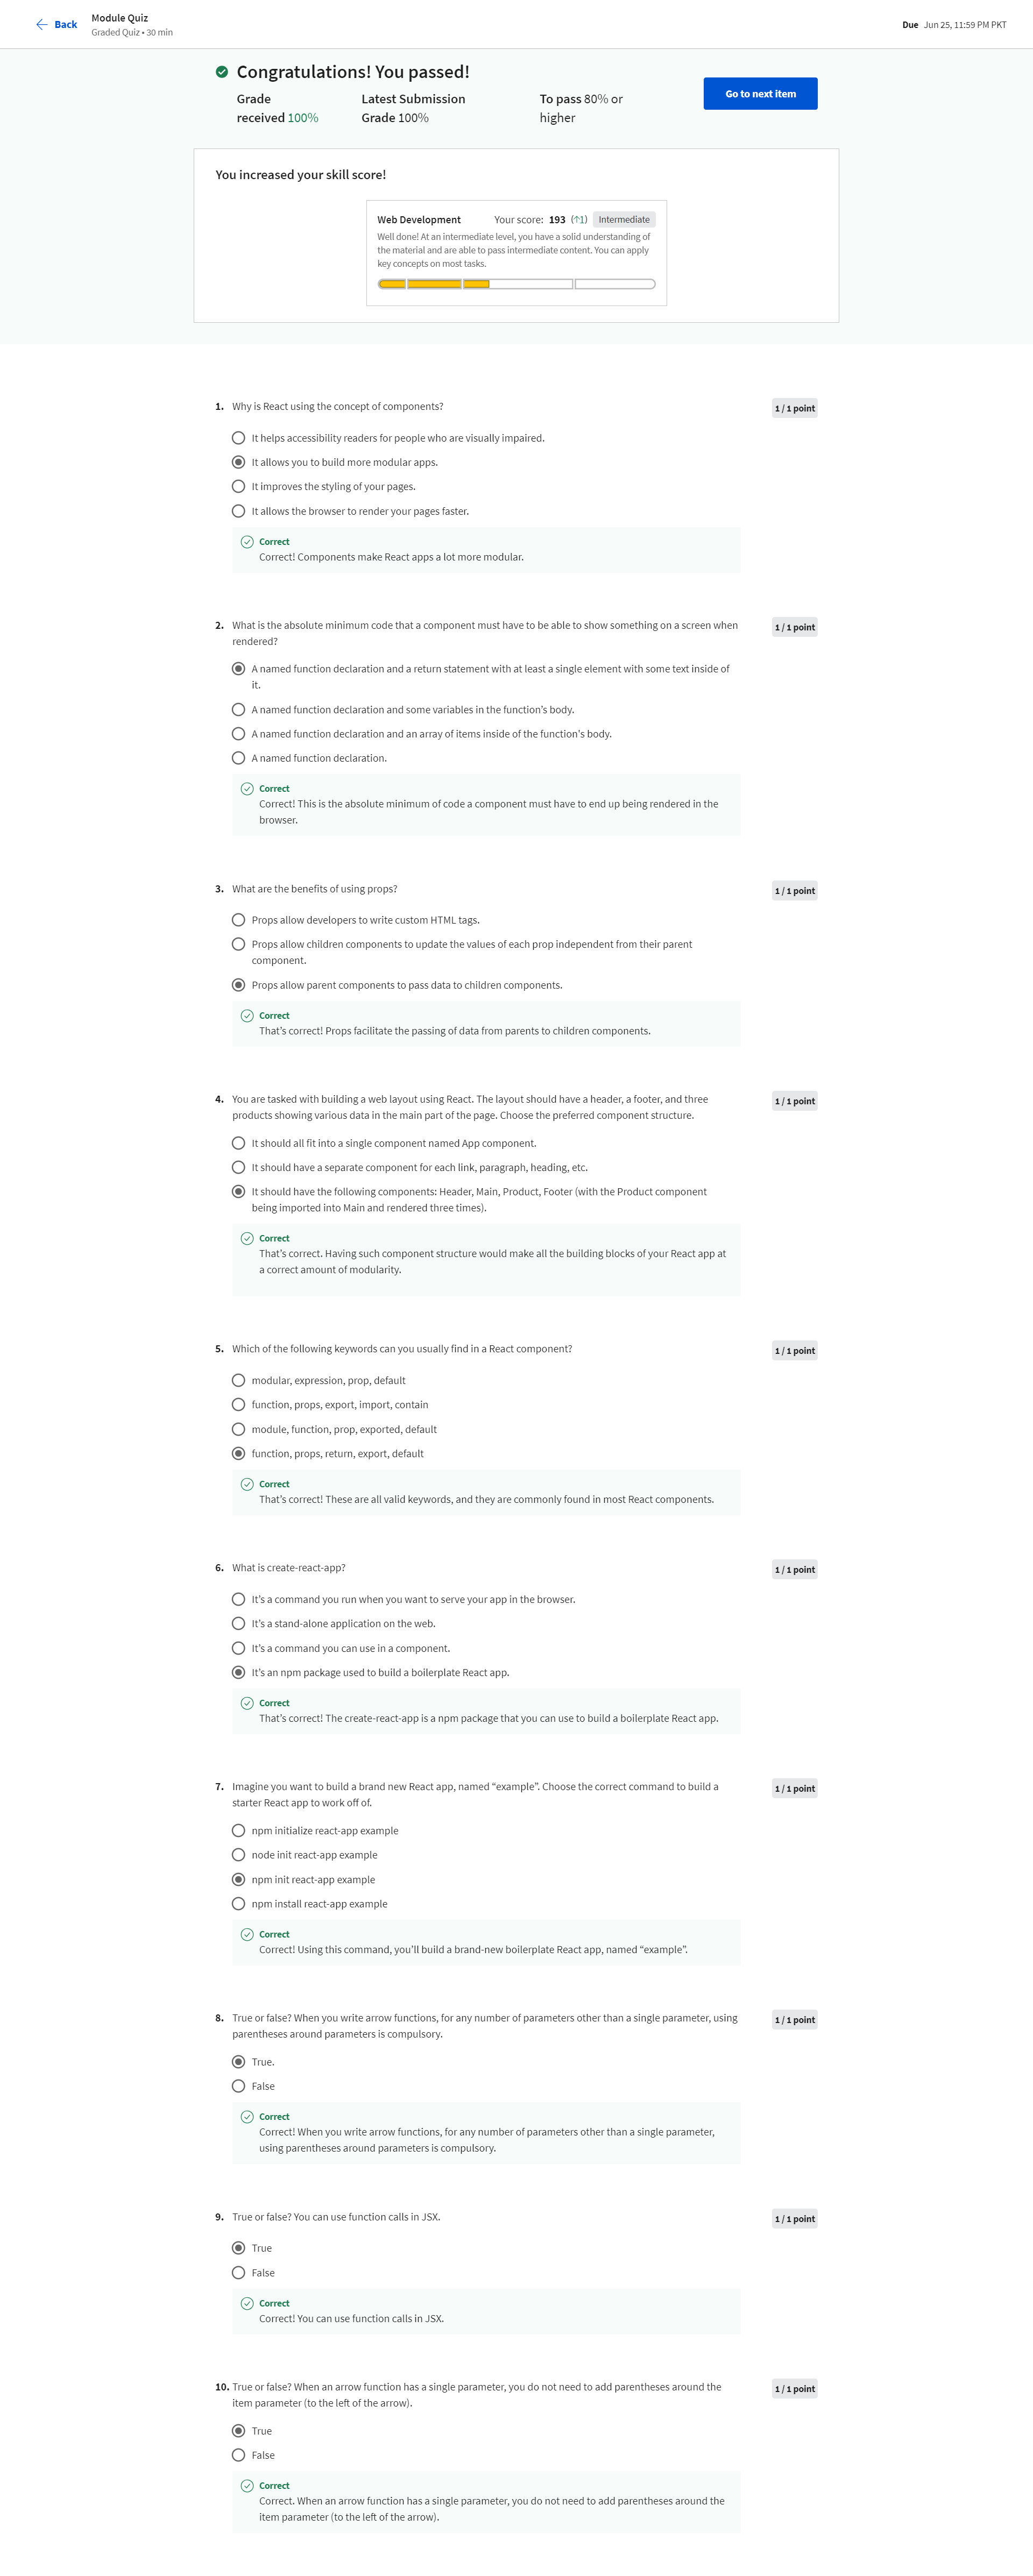 Back
Module Quiz
Graded Quiz • 30 min
Due Jun 25, 11:59 PM PKT
Congratulations! You passed!
Grade
received 100%
Latest Submission
Grade 100%
To pass 80% or
higher
Go to next item
You increased your skill score!
Web Development Your score: 193 (↑1) Intermediate
Well done! At an intermediate level, you have a solid understanding of
the material and are able to pass intermediate content. You can apply
key concepts on most tasks.
1. Why is React using the concept of components? 1 / 1 point
It helps accessibility readers for people who are visually impaired.
It allows you to build more modular apps.
It improves the styling of your pages.
It allows the browser to render your pages faster.
Correct
Correct! Components make React apps a lot more modular.
2. What is the absolute minimum code that a component must have to be able to show something on a screen when 1 / 1 point
rendered?
A named function declaration and a return statement with at least a single element with some text inside of
it.
A named function declaration and some variables in the function's body.
A named function declaration and an array of items inside of the function's body.
A named function declaration.
Correct
Correct! This is the absolute minimum of code a component must have to end up being rendered in the
browser.
3. What are the benefits of using props? 1 / 1 point
Props allow developers to write custom HTML tags.
Props allow children components to update the values of each prop independent from their parent
component.
Props allow parent components to pass data to children components.
Correct
That's correct! Props facilitate the passing of data from parents to children components.
4. You are tasked with building a web layout using React. The layout should have a header, a footer, and three 1 / 1 point
products showing various data in the main part of the page. Choose the preferred component structure.
It should all fit into a single component named App component.
It should have a separate component for each link, paragraph, heading, etc.
It should have the following components: Header, Main, Product, Footer (with the Product component
being imported into Main and rendered three times).
Correct
That's correct. Having such component structure would make all the building blocks of your React app at
a correct amount of modularity.
5. Which of the following keywords can you usually find in a React component? 1 / 1 point
modular, expression, prop, default
function, props, export, import, contain
module, function, prop, exported, default
function, props, return, export, default
Correct
That's correct! These are all valid keywords, and they are commonly found in most React components.
6. What is create-react-app? 1 / 1 point
It's a command you run when you want to serve your app in the browser.
It's a stand-alone application on the web.
It's a command you can use in a component.
It's an npm package used to build a boilerplate React app.
Correct
That's correct! The create-react-app is a npm package that you can use to build a boilerplate React app.
7. Imagine you want to build a brand new React app, named “example”. Choose the correct command to build a 1 / 1 point
starter React app to work off of.
npm initialize react-app example
node init react-app example
npm init react-app example
npm install react-app example
Correct
Correct! Using this command, you'll build a brand-new boilerplate React app, named “example”.
8. True or false? When you write arrow functions, for any number of parameters other than a single parameter, using 1 / 1 point
parentheses around parameters is compulsory.
True.
False
Correct
Correct! When you write arrow functions, for any number of parameters other than a single parameter,
using parentheses around parameters is compulsory.
9. True or false? You can use function calls in JSX. 1 / 1 point
True
False
Correct
Correct! You can use function calls in JSX.
10. True or false? When an arrow function has a single parameter, you do not need to add parentheses around the 1 / 1 point
item parameter (to the left of the arrow).
True
False
Correct
Correct. When an arrow function has a single parameter, you do not need to add parentheses around the
item parameter (to the left of the arrow).